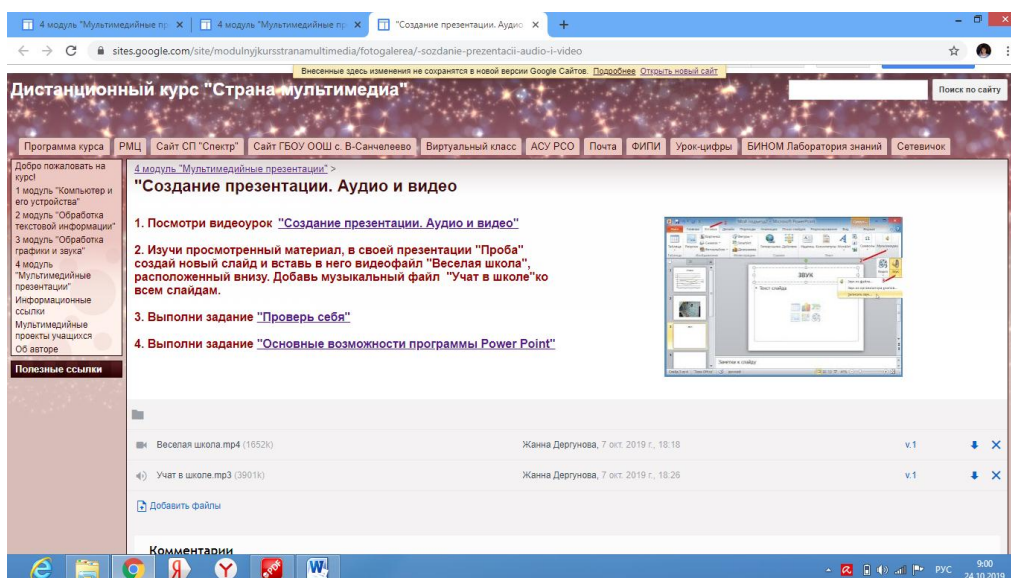 4 модуль "Мультимедийные пр
4 модуль "Мультимедийные пр
"Создание презентации. Аудио
sites.google.com/site/modulnyjkursstranamultimedia/fotogalerea/-sozdanie-prezentacii-audio-i-video
Внесенные здесь изменения не сохранятся в новой версии Google Сайтов. Подробнее Открыть новый сайт
Дистанционный курс "Страна мультимедиа"
Поиск по сайту
Программа курса РМЦ Сайт СП "Спектр" Сайт ГБОУ ООШ с. В-Санчелеево Виртуальный класс АСУ РСО Почта ФИПИ Урок-цифры БИНОМ Лаборатория знаний Сетевичок
Добро пожаловать на
курс!
1 модуль "Компьютер и
его устройства"
2 модуль "Обработка
текстовой информации"
3 модуль "Обработка
графики и звука"
4 модуль
"Мультимедийные
презентации"
Информационные
ссылки
Мультимедийные
проекты учащихся
Об авторе
Полезные ссылки
4 модуль "Мультимедийные презентации" >
"Создание презентации. Аудио и видео
1. Посмотри видеоурок "Создание презентации. Аудио и видео"
2. Изучи просмотренный материал, в своей презентации "Проба"
создай новый слайд и вставь в него видеофайл "Веселая школа",
расположенный внизу. Добавь музыкальный файл "Учат в школе"ко
всем слайдам.
3. Выполни задание "Проверь себя"
4. Выполни задание "Основные возможности программы Power Point"
ЗВУК
Текст слайда
Заметки к слайду
Веселая школа.mp4 (1652k) Жанна Дергунова, 7 окт. 2019 г., 18:18 v.1
Учат в школе.mp3 (3901k) Жанна Дергунова, 7 окт. 2019 г., 18:26 v.1
Добавить файлы
Комментарии
РУС
9:00
24.10.2019